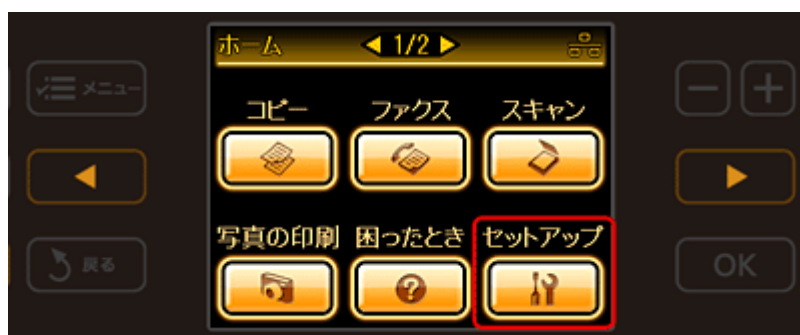 ホーム 1/2
メニュー
コピー ファクス スキャン
写真の印刷 困ったとき セットアップ
戻る
OK